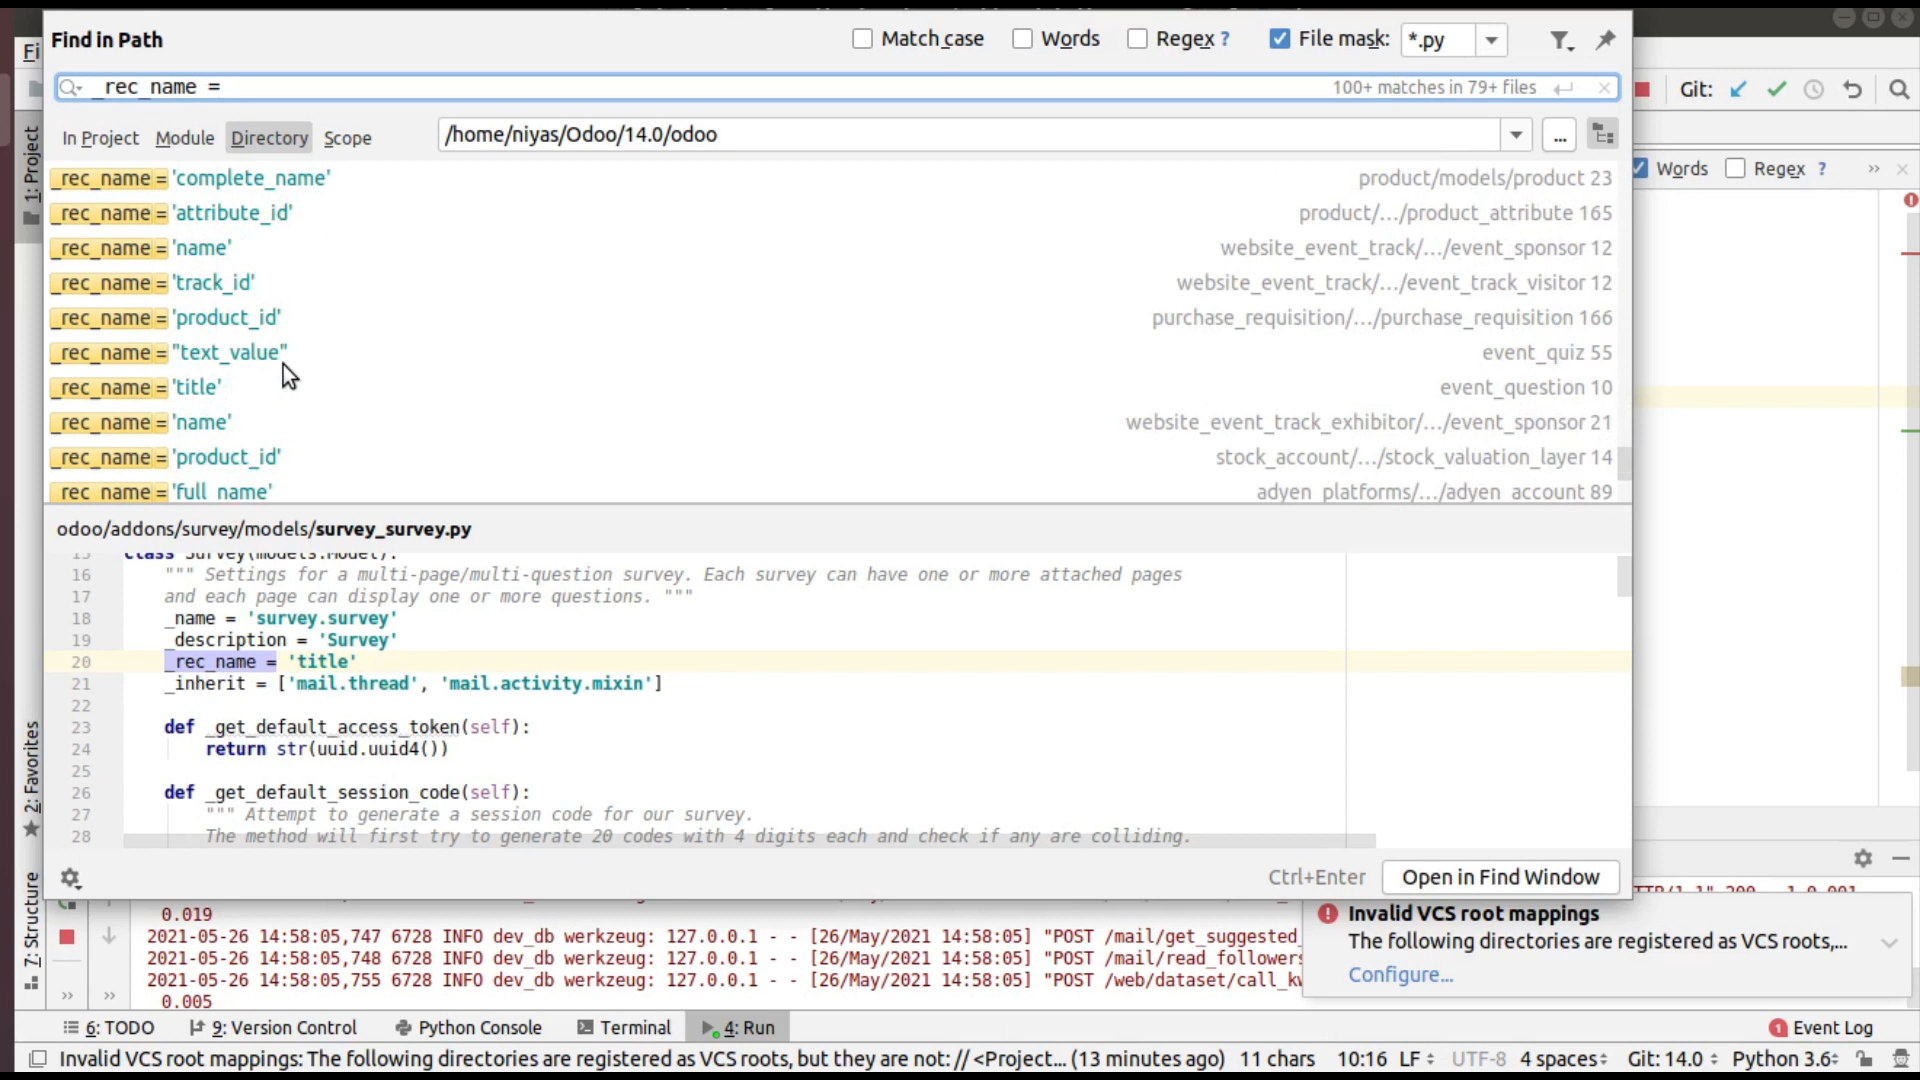 Find in Path
Match case
Words
Regex ?
File mask:
*.py
Fi
_rec_name =
100+ matches in 79+ files
Git:
In Project
Module
Directory
Scope
/home/niyas/Odoo/14.0/odoo
...
Words
Regex ?
»
1: Project
_rec_name = 'complete_name'
product/models/product 23
_rec_name = 'attribute_id'
product/.../product_attribute 165
_rec_name = 'name'
website_event_track/.../event_sponsor 12
_rec_name = 'track_id'
website_event_track/.../event_track_visitor 12
_rec_name = 'product_id'
purchase_requisition/.../purchase_requisition 166
_rec_name = "text_value"
event_quiz 55
_rec_name = 'title'
event_question 10
_rec_name = 'name'
website_event_track_exhibitor/.../event_sponsor 21
_rec_name = 'product_id'
stock_account/.../stock_valuation_layer 14
_rec_name = 'full_name'
adyen_platforms/.../adyen_account 89
odoo/addons/survey/models/survey_survey.py
15 class Survey(models.Model):
16 """ Settings for a multi-page/multi-question survey. Each survey can have one or more attached pages
17 and each page can display one or more questions. """
18 _name = 'survey.survey'
19 _description = 'Survey'
20 _rec_name = 'title'
21 _inherit = ['mail.thread', 'mail.activity.mixin']
22
23 def _get_default_access_token(self):
24 return str(uuid.uuid4())
25
26 def _get_default_session_code(self):
27 """ Attempt to generate a session code for our survey.
28 The method will first try to generate 20 codes with 4 digits each and check if any are colliding.
2: Favorites
7: Structure
Ctrl+Enter
Open in Find Window
0.019
2021-05-26 14:58:05,747 6728 INFO dev_db werkzeug: 127.0.0.1 - - [26/May/2021 14:58:05] "POST /mail/get_suggested_
2021-05-26 14:58:05,748 6728 INFO dev_db werkzeug: 127.0.0.1 - - [26/May/2021 14:58:05] "POST /mail/read_followers
2021-05-26 14:58:05,755 6728 INFO dev_db werkzeug: 127.0.0.1 - - [26/May/2021 14:58:05] "POST /web/dataset/call_kw
0.005
» »
Invalid VCS root mappings
The following directories are registered as VCS roots,...
Configure...
6: TODO
9: Version Control
Python Console
Terminal
4: Run
1 Event Log
Invalid VCS root mappings: The following directories are registered as VCS roots, but they are not: // <Project... (13 minutes ago)
11 chars
10:16
LF
UTF-8
4 spaces
Git: 14.0
Python 3.6